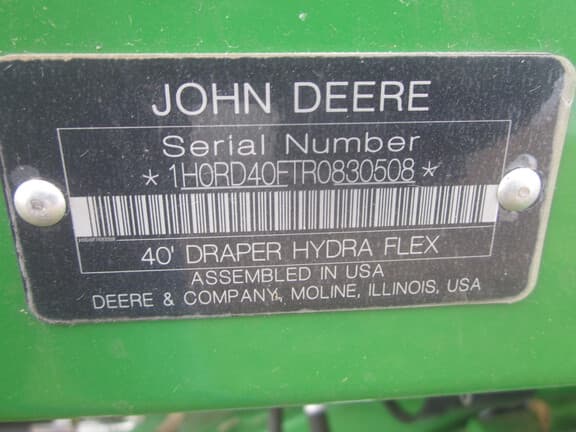 JOHN DEERE
Serial Number
*1H0RD40FTR0830508*
40' DRAPER HYDRA FLEX
ASSEMBLED IN USA
DEERE & COMPANY, MOLINE, ILLINOIS, USA